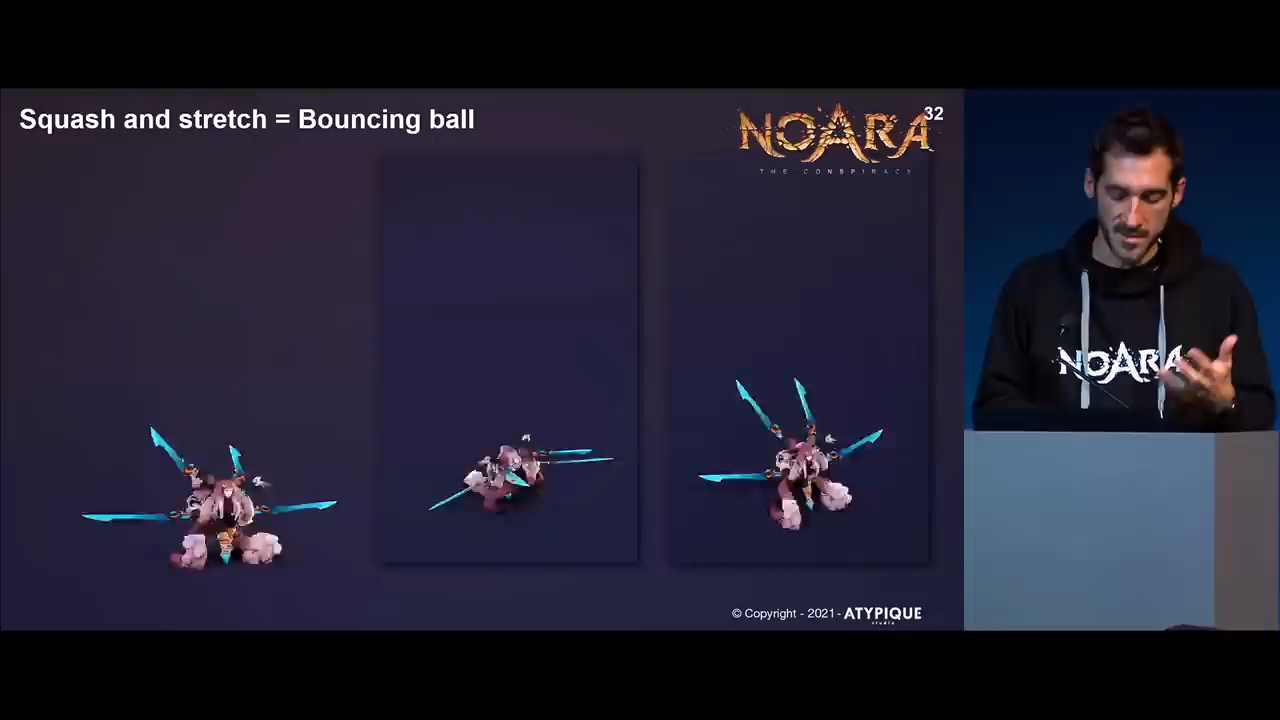 Squash and stretch = Bouncing ball
NOARA
32
THE CONSPIRACY
© Copyright - 2021- ATYPIQUE
studio
NOARA